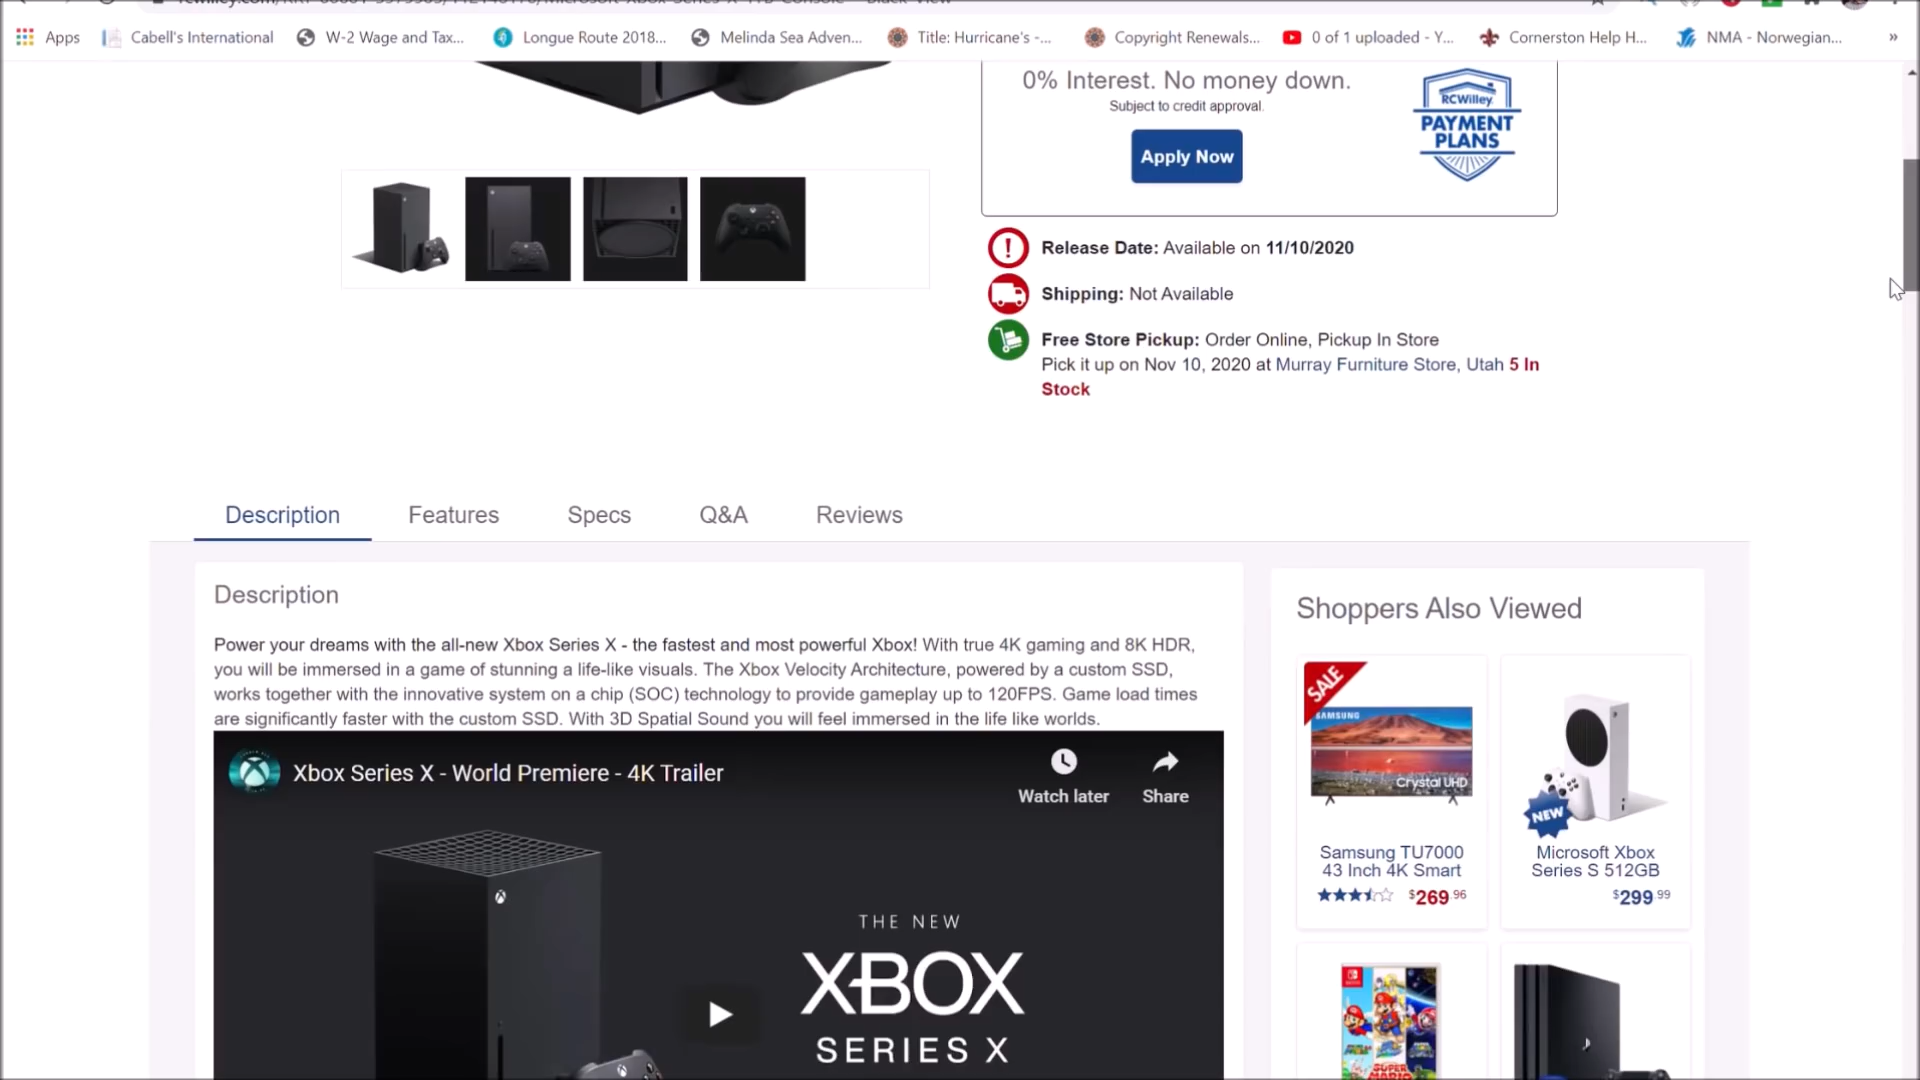 Apps
Cabell's International
W-2 Wage and Tax...
Longue Route 2018...
Melinda Sea Adven...
Title: Hurricane's -...
Copyright Renewals...
0 of 1 uploaded - Y...
Cornerston Help H...
NMA - Norwegian...
»
0% Interest. No money down.
Subject to credit approval.
Apply Now
RCWilley
PAYMENT
PLANS
Release Date: Available on 11/10/2020
Shipping: Not Available
Free Store Pickup: Order Online, Pickup In Store
Pick it up on Nov 10, 2020 at Murray Furniture Store, Utah 5 In
Stock
Description
Features
Specs
Q&A
Reviews
Description
Power your dreams with the all-new Xbox Series X - the fastest and most powerful Xbox! With true 4K gaming and 8K HDR,
you will be immersed in a game of stunning a life-like visuals. The Xbox Velocity Architecture, powered by a custom SSD,
works together with the innovative system on a chip (SOC) technology to provide gameplay up to 120FPS. Game load times
are significantly faster with the custom SSD. With 3D Spatial Sound you will feel immersed in the life like worlds.
Xbox Series X - World Premiere - 4K Trailer
Watch later
Share
THE NEW
XBOX
SERIES X
Shoppers Also Viewed
SALE
SAMSUNG
Crystal UHD
Samsung TU7000
43 Inch 4K Smart
$269.96
NEW
Microsoft Xbox
Series S 512GB
$299.99
SUPER
MARIO